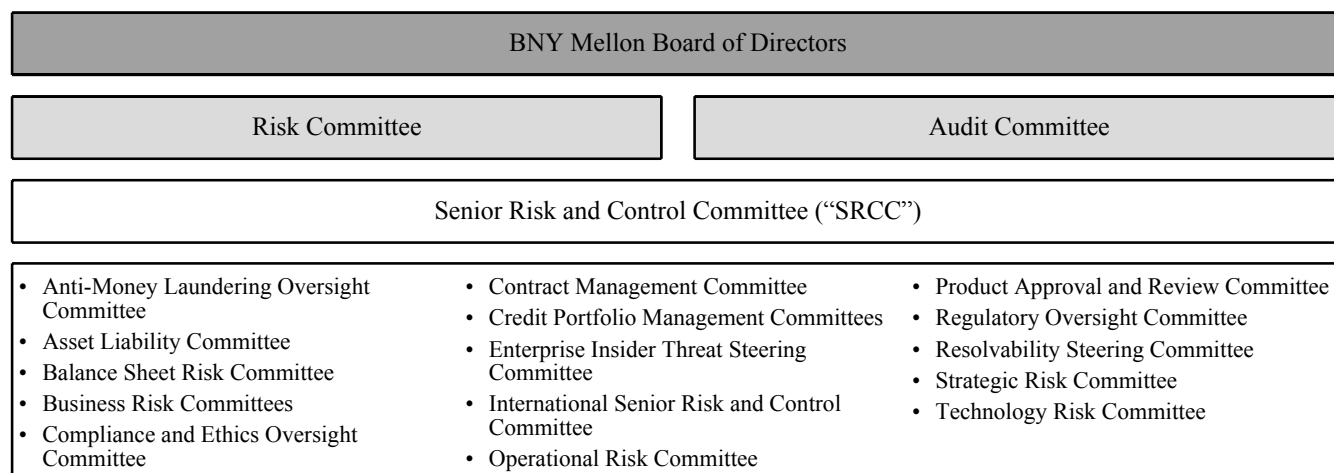 BNY Mellon Board of Directors
Risk Committee
Audit Committee
Senior Risk and Control Committee (“SRCC”)
• Anti-Money Laundering Oversight
Committee
• Asset Liability Committee
• Balance Sheet Risk Committee
• Business Risk Committees
• Compliance and Ethics Oversight
Committee
• Contract Management Committee
• Credit Portfolio Management Committees
• Enterprise Insider Threat Steering
Committee
• International Senior Risk and Control
Committee
• Operational Risk Committee
• Product Approval and Review Committee
• Regulatory Oversight Committee
• Resolvability Steering Committee
• Strategic Risk Committee
• Technology Risk Committee